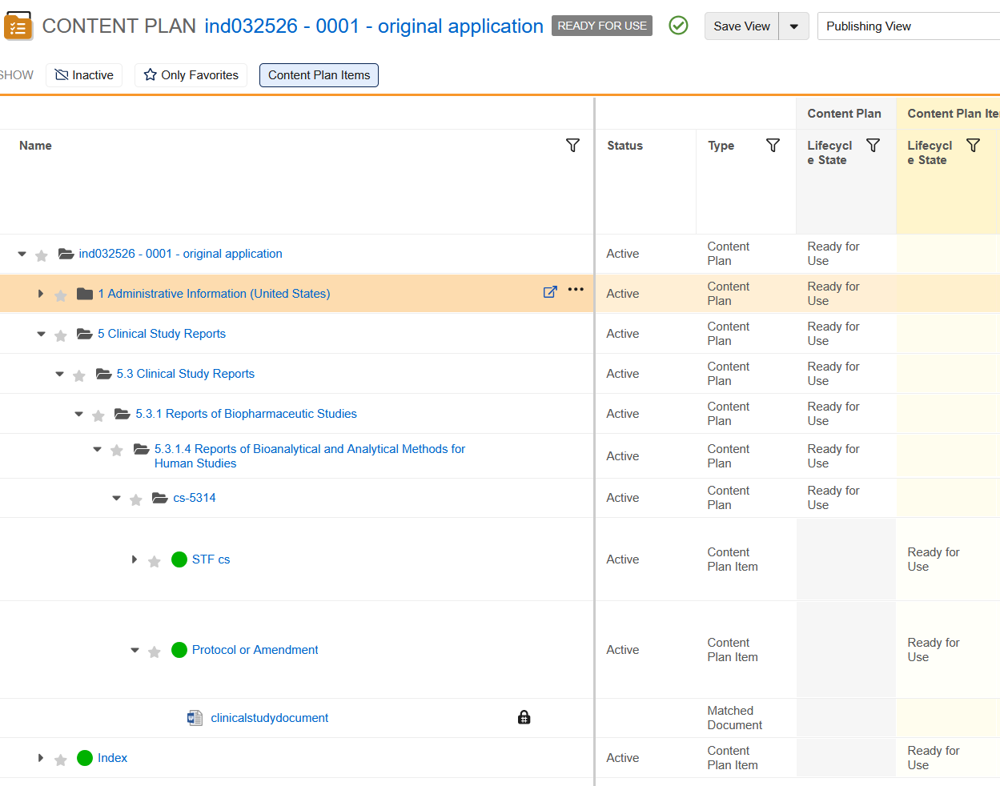 CONTENT PLAN ind032526 - 0001 - original application READY FOR USE Save View Publishing View
SHOW Inactive Only Favorites Content Plan Items
Content Plan Content Plan Ite
Name Status Type Lifecycl Lifecycl
e State e State
ind032526 - 0001 - original application Active Content Ready for
Plan Use
1 Administrative Information (United States) Active Content Ready for
Plan Use
5 Clinical Study Reports Active Content Ready for
Plan Use
5.3 Clinical Study Reports Active Content Ready for
Plan Use
5.3.1 Reports of Biopharmaceutic Studies Active Content Ready for
Plan Use
5.3.1.4 Reports of Bioanalytical and Analytical Methods for Active Content Ready for
Human Studies Plan Use
cs-5314 Active Content Ready for
Plan Use
STF cs Active Content Ready for
Plan Item Use
Protocol or Amendment Active Content Ready for
Plan Item Use
clinicalstudydocument Matched
Document
Index Active Content Ready for
Plan Item Use